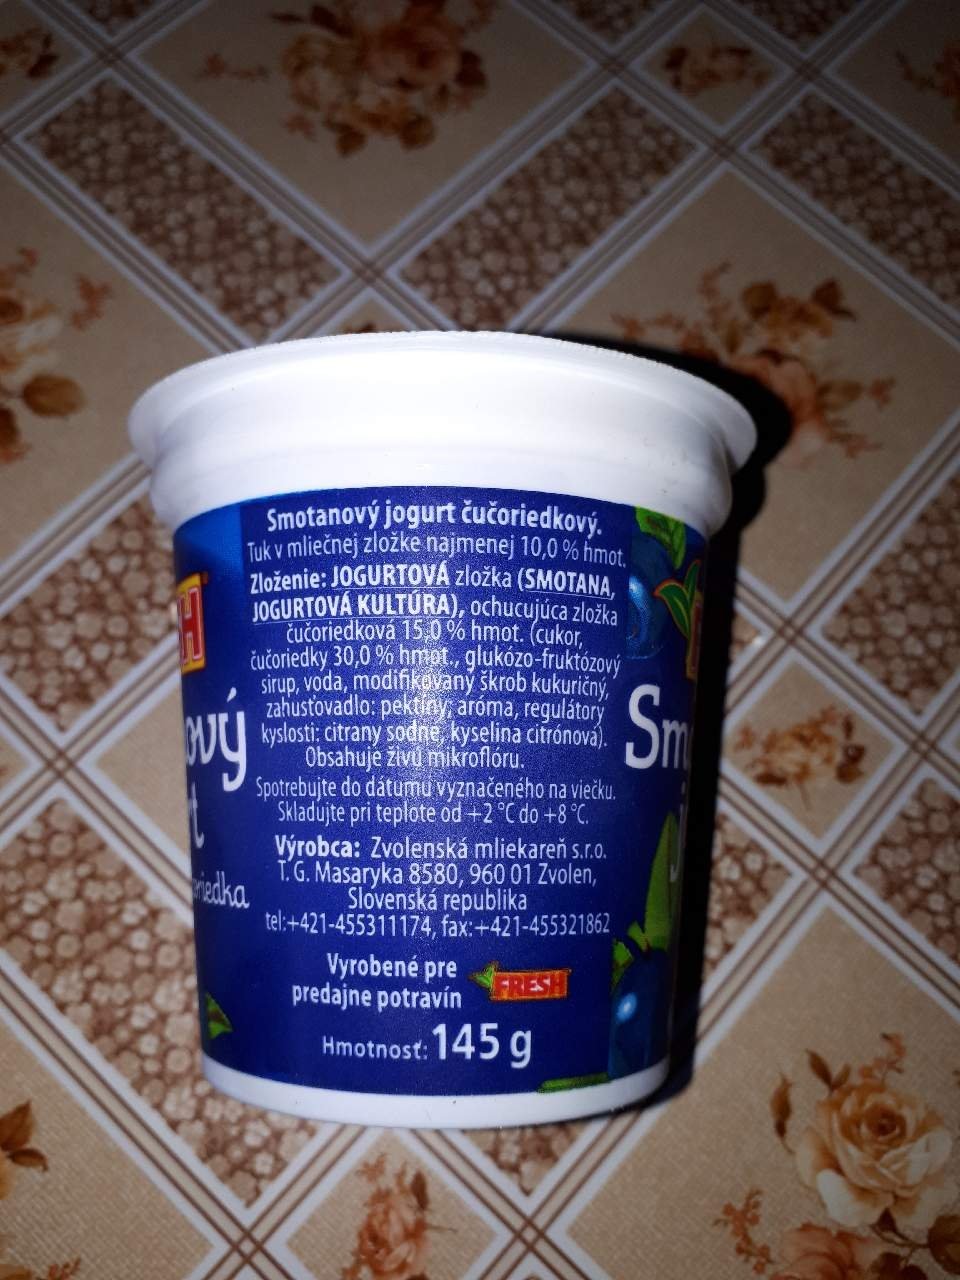 Smotanový jogurt čučoriedkový.
Tuk v mliečnej zložke najmenej 10,0 % hmot.
Zloženie: JOGURTOVÁ zložka (SMOTANA,
JOGURTOVÁ KULTÚRA), ochucujúca zložka
čučoriedková 15,0 % hmot. (cukor,
čučoriedky 30,0 % hmot., glukózo-fruktózový
sirup, voda, modifikovaný škrob kukuričný,
zahusťovadlo: pektíny, aróma, regulátory
kyslosti: citrany sodné, kyselina citrónová).
Obsahuje živú mikroflóru.
Spotrebujte do dátumu vyznačeného na viečku.
Skladujte pri teplote od +2 °C do +8 °C.
Výrobca: Zvolenská mliekareň s.r.o.
T. G. Masaryka 8580, 960 01 Zvolen,
Slovenská republika
tel:+421-455311174, fax:+421-455321862
Vyrobené pre
predajne potravín
FRESH
Hmotnosť: 145 g